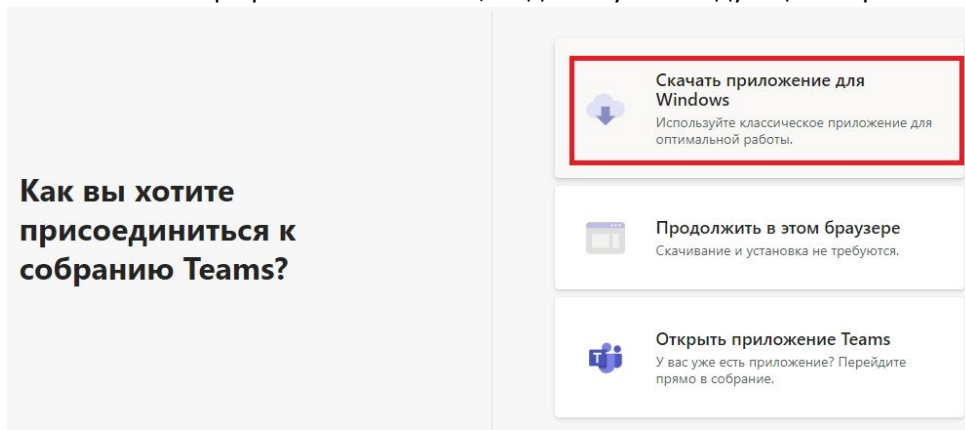 Как вы хотите
присоединиться к
собранию Teams?
Скачать приложение для
Windows
Используйте классическое приложение для
оптимальной работы.
Продолжить в этом браузере
Скачивание и установка не требуются.
Открыть приложение Teams
У вас уже есть приложение? Перейдите
прямо в собрание.